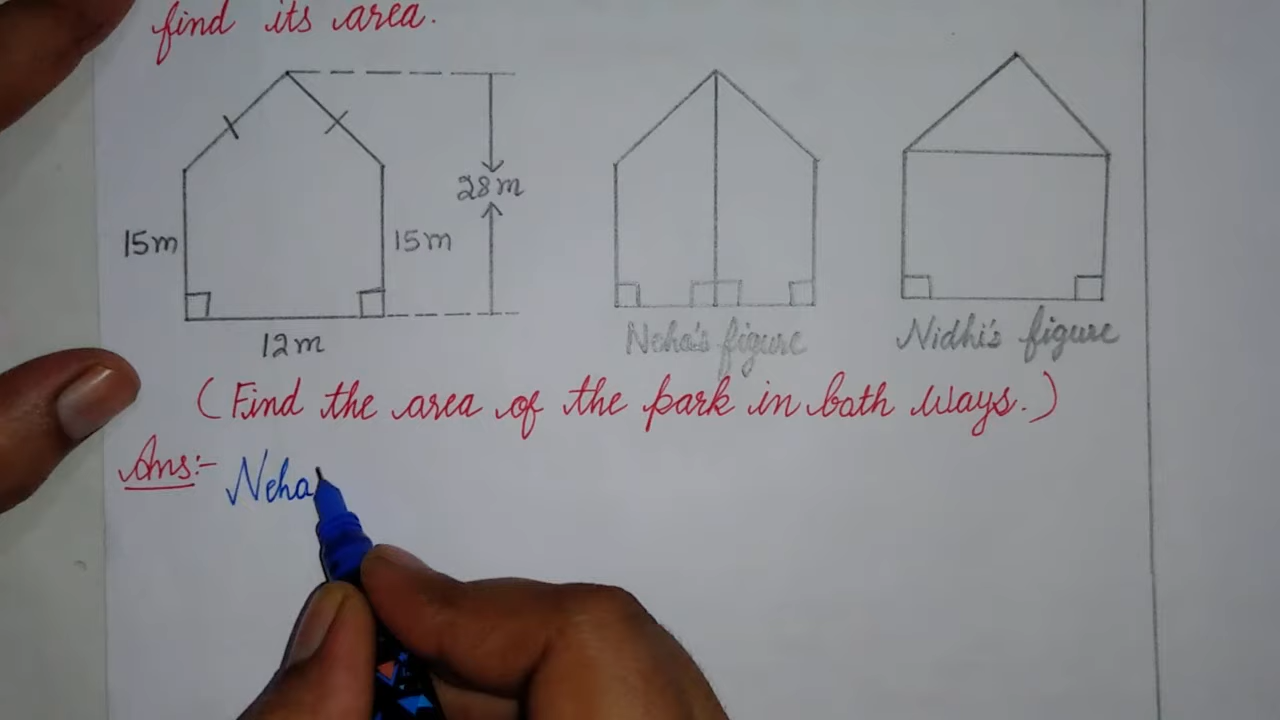 find its area.
28m
15m
15m
12m
Neha's figure
Nidhi's figure
(Find the area of the park in both ways.)
Ans:- Neha